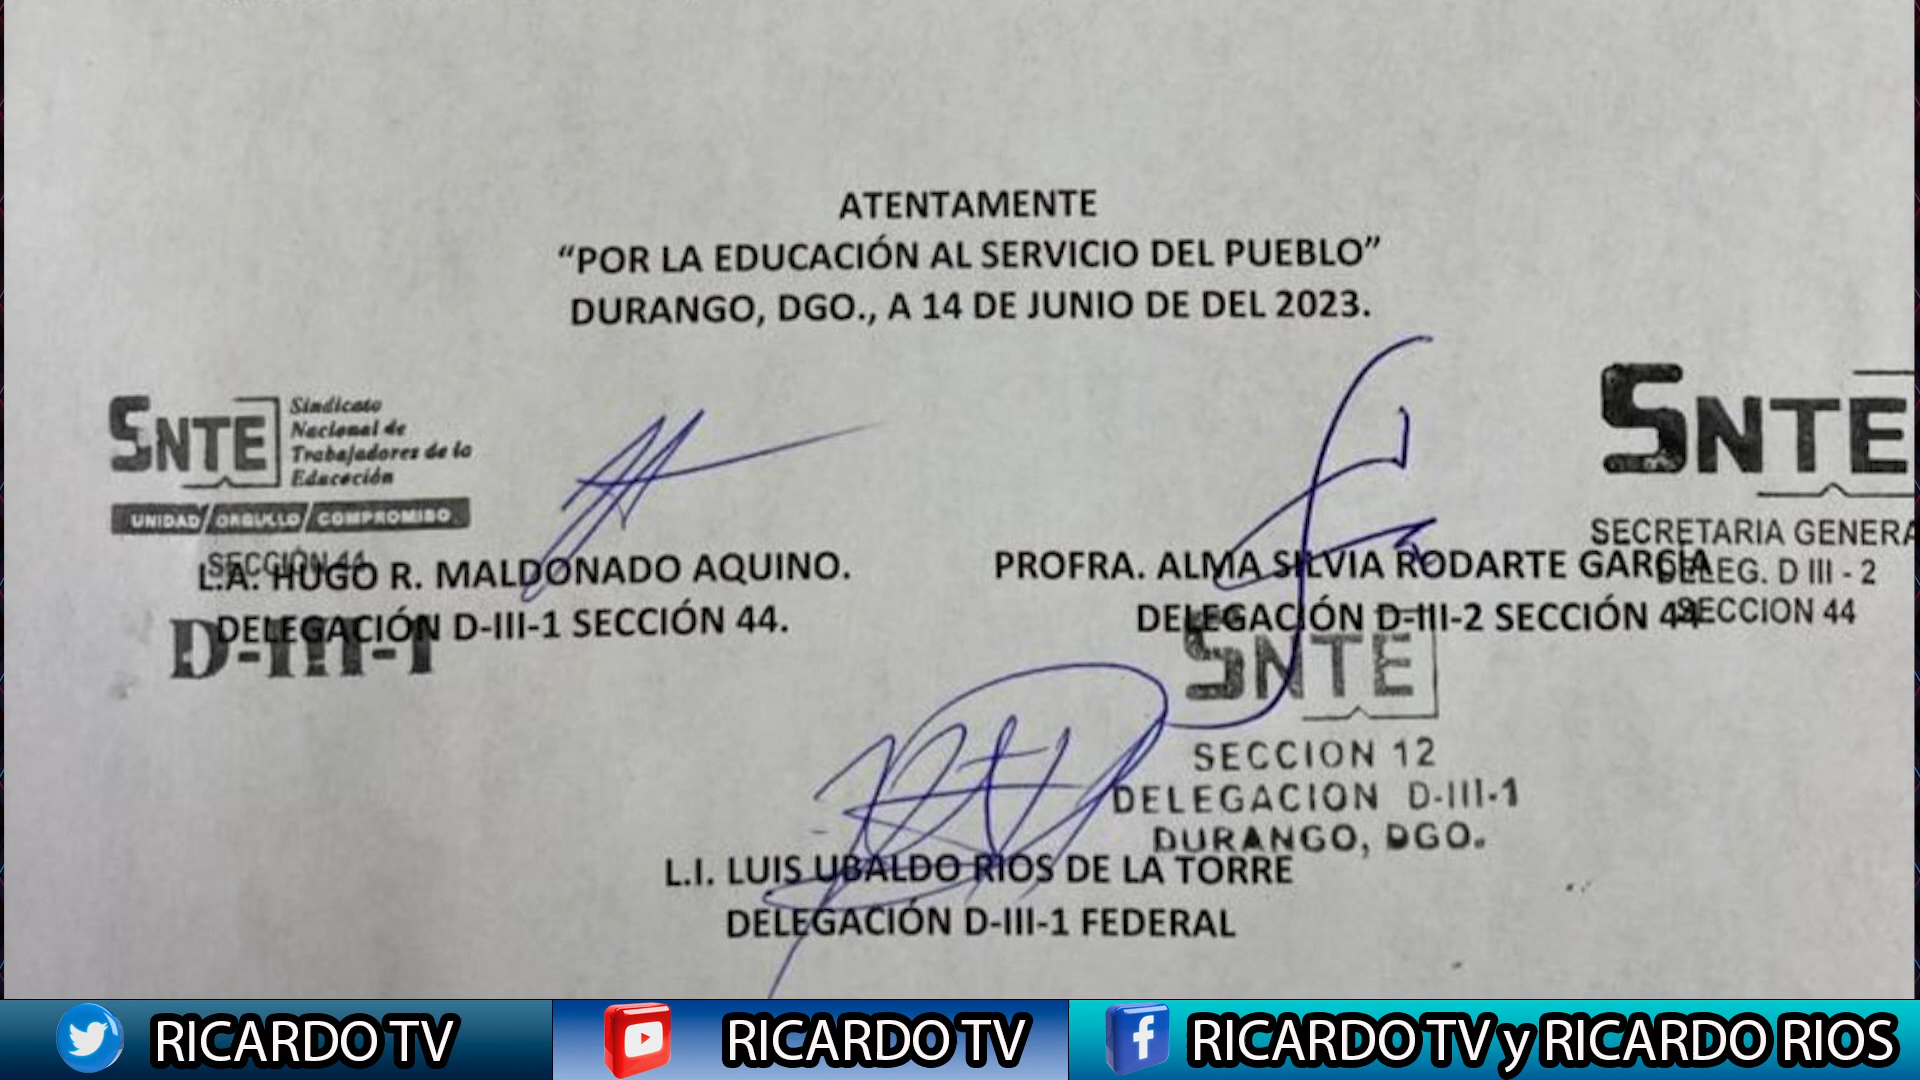 ATENTAMENTE
“POR LA EDUCACIÓN AL SERVICIO DEL PUEBLO”
DURANGO, DGO., A 14 DE JUNIO DE DEL 2023.
SNTE
Sindicato
Nacional de
Trabajadores de la
Educación
UNIDAD/ORGULLO/COMPROMISO
SECCIÓN 44
L.A. HUGO R. MALDONADO AQUINO.
DELEGACIÓN D-III-1 SECCIÓN 44.
D-III-1
SNTE
SECRETARIA GENERA
DELEG. D III - 2
SECCION 44
PROFRA. ALMA SILVIA RODARTE GARCÍA
DELEGACIÓN D-III-2 SECCIÓN 44
SNTE
SECCION 12
DELEGACION D-III-1
DURANGO, DGO.
L.I. LUIS UBALDO RIOS DE LA TORRE
DELEGACIÓN D-III-1 FEDERAL
RICARDO TV
RICARDO TV
RICARDO TV y RICARDO RIOS